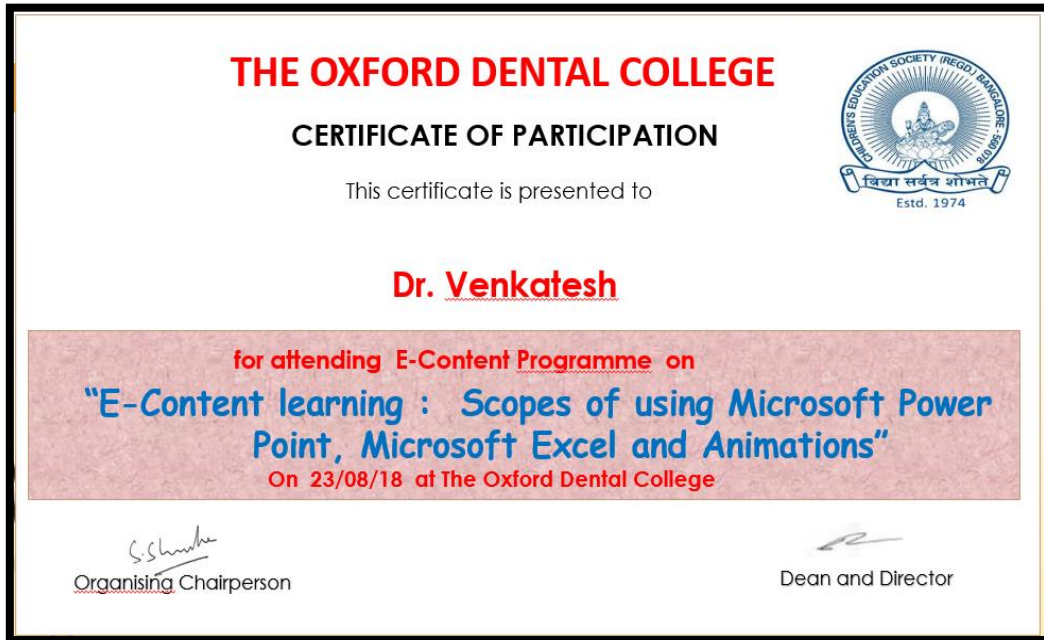 THE OXFORD DENTAL COLLEGE
CERTIFICATE OF PARTICIPATION
This certificate is presented to
CHILDREN'S EDUCATION SOCIETY (REGD.) BANGALORE - 560 078
विद्या सर्वत्र शोभते
Estd. 1974
Dr. Venkatesh
for attending E-Content Programme on
“E-Content learning : Scopes of using Microsoft Power
Point, Microsoft Excel and Animations”
On 23/08/18 at The Oxford Dental College
Organising Chairperson
Dean and Director